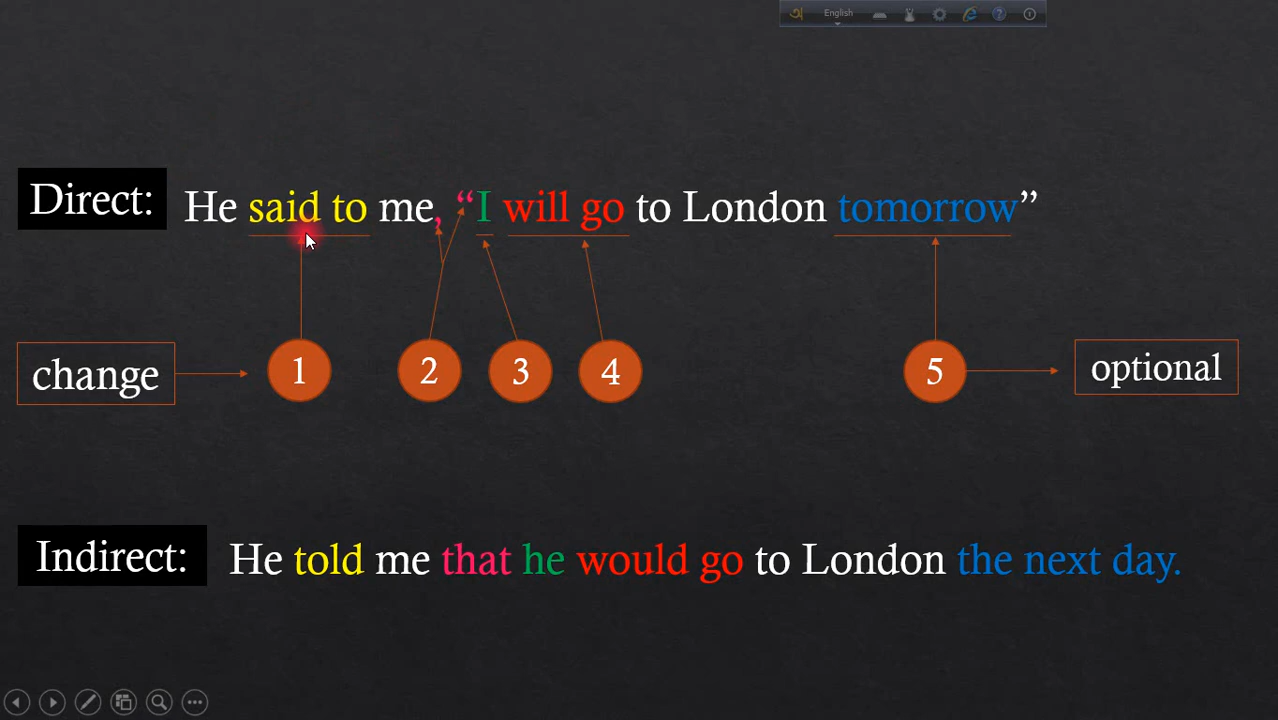 English
Direct: He said to me, “I will go to London tomorrow”
change 1 2 3 4 5 optional
Indirect: He told me that he would go to London the next day.